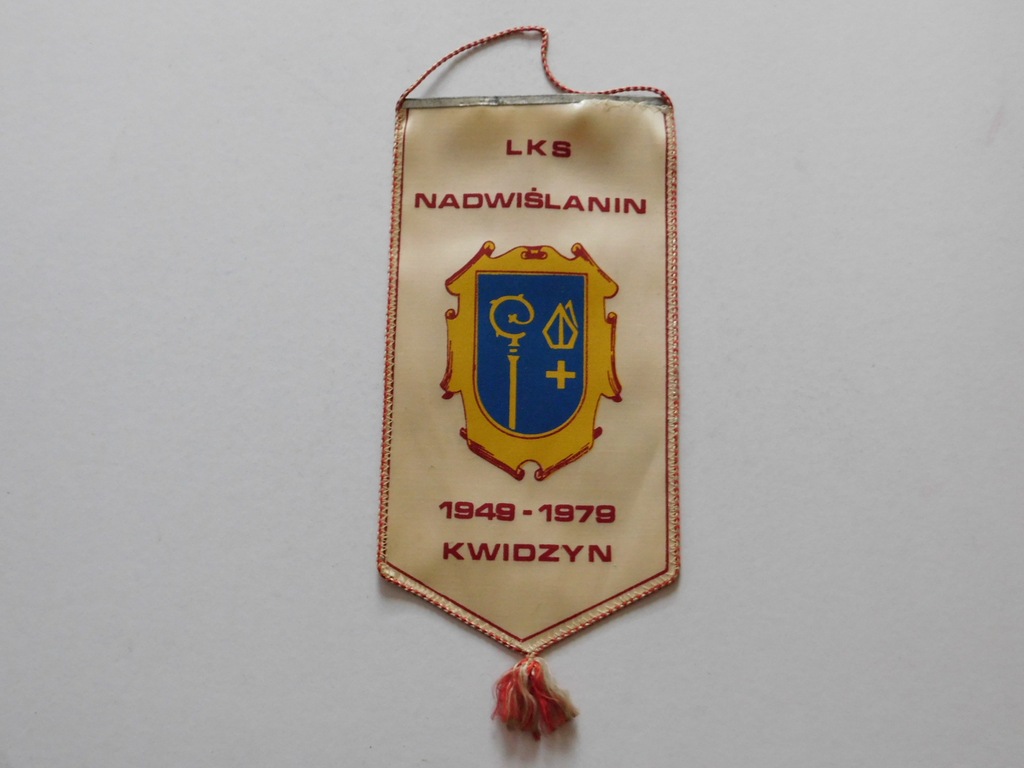 LKS
NADWIŚLANIN
1949 - 1979
KWIDZYN